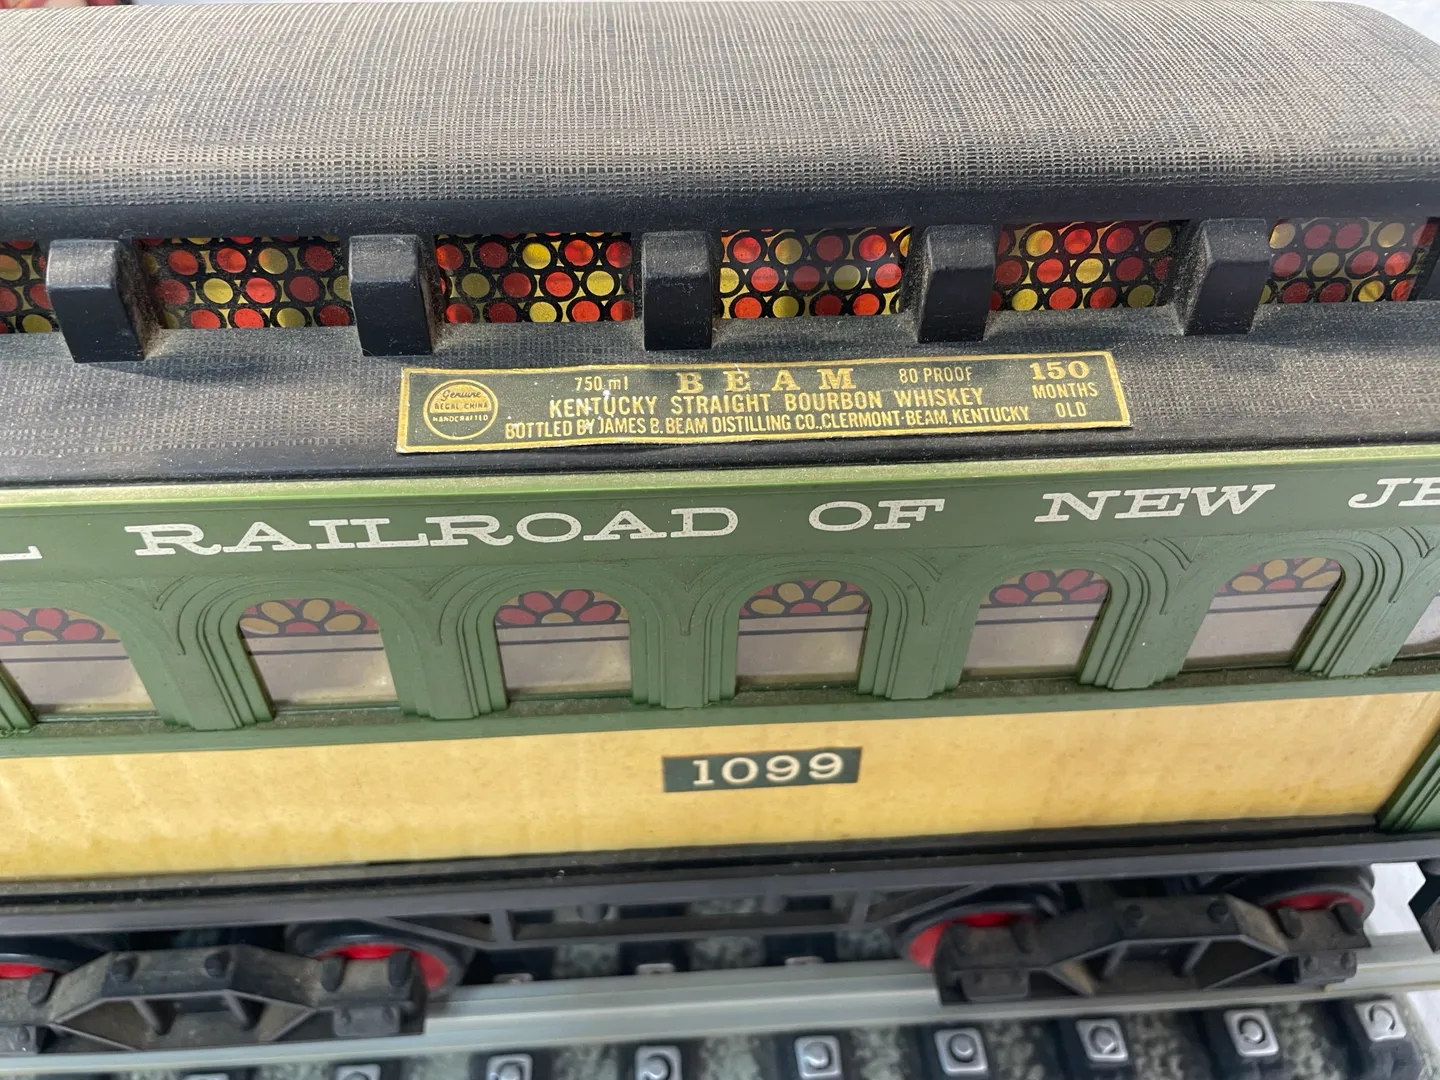 Genuine
REGAL CHINA
HANDCRAFTED
750 ml BEAM 80 PROOF
KENTUCKY STRAIGHT BOURBON WHISKEY
BOTTLED BY JAMES B. BEAM DISTILLING CO., CLERMONT-BEAM, KENTUCKY
150
MONTHS
OLD
L RAILROAD OF NEW JE
1099